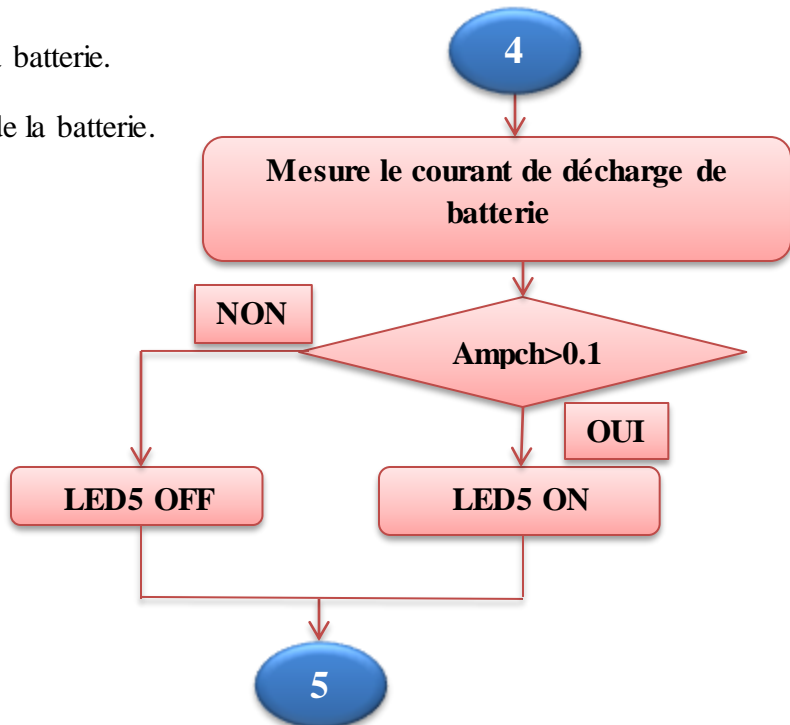 batterie.
de la batterie.
4
Mesure le courant de décharge de
batterie
NON
Ampch>0.1
OUI
LED5 OFF
LED5 ON
5